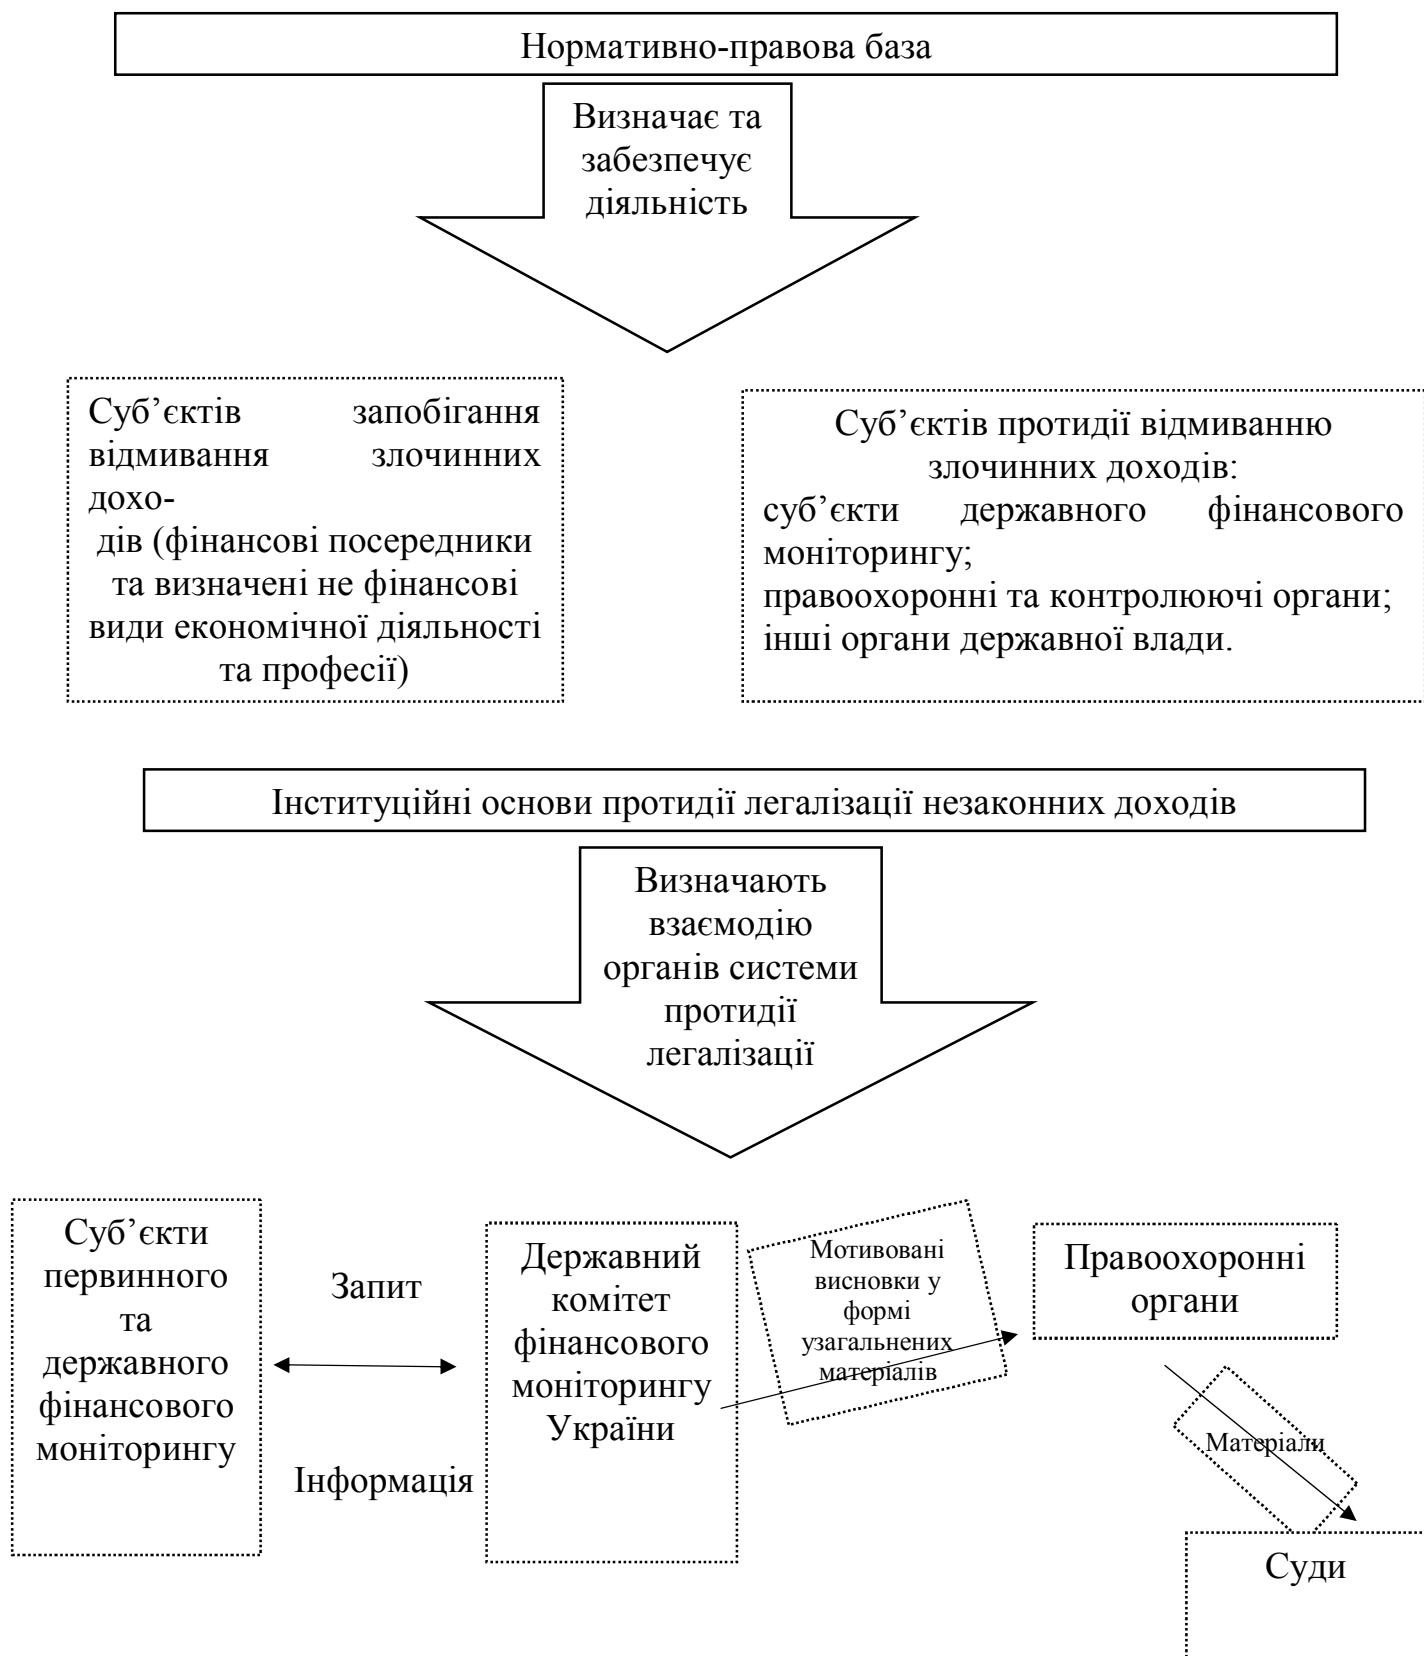 Нормативно-правова база
Визначає та
забезпечує
діяльність
Суб’єктів запобігання
відмивання злочинних
дохо-
дів (фінансові посередники
та визначені не фінансові
види економічної діяльності
та професії)
Суб’єктів протидії відмиванню
злочинних доходів:
суб’єкти державного фінансового
моніторингу;
правоохоронні та контролюючі органи;
інші органи державної влади.
Інституційні основи протидії легалізації незаконних доходів
Визначають
взаємодію
органів системи
протидії
легалізації
Суб’єкти
первинного
та
державного
фінансового
моніторингу
Запит
Інформація
Державний
комітет
фінансового
моніторингу
України
Мотивовані
висновки у
формі
узагальнених
матеріалів
Правоохоронні
органи
Матеріали
Суди